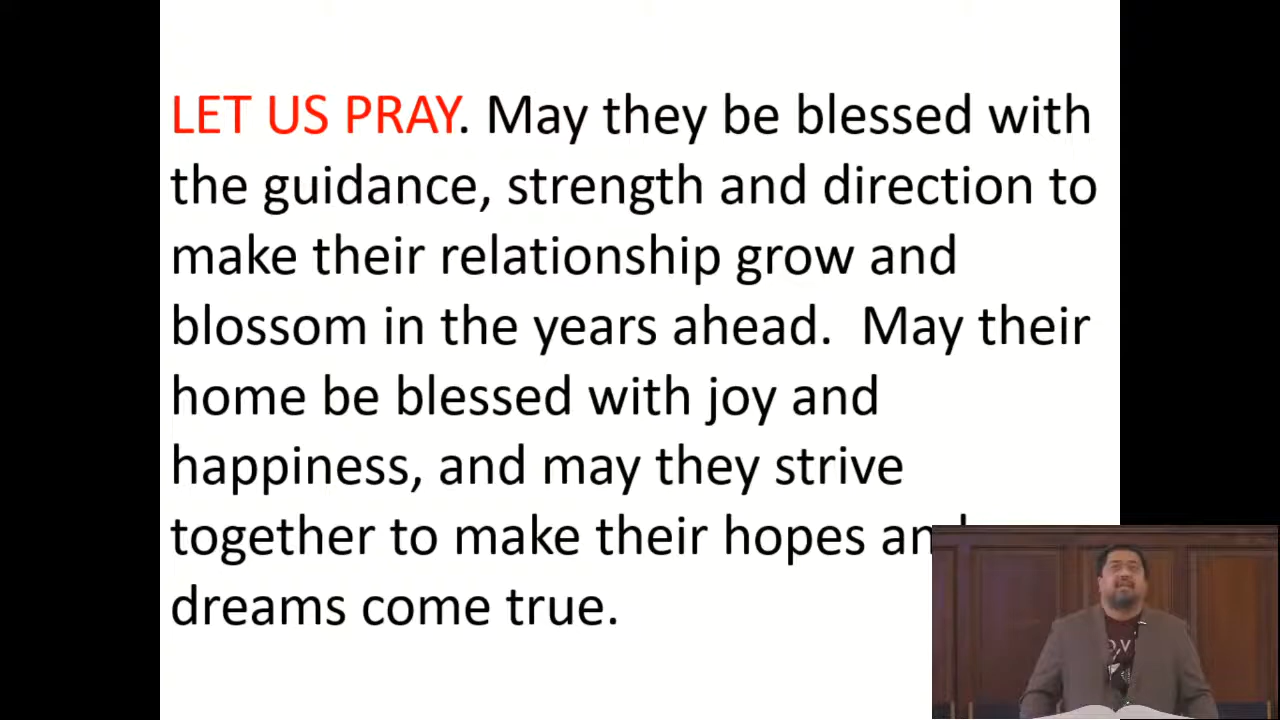 LET US PRAY. May they be blessed with
the guidance, strength and direction to
make their relationship grow and
blossom in the years ahead.  May their
home be blessed with joy and
happiness, and may they strive
together to make their hopes
dreams come true.